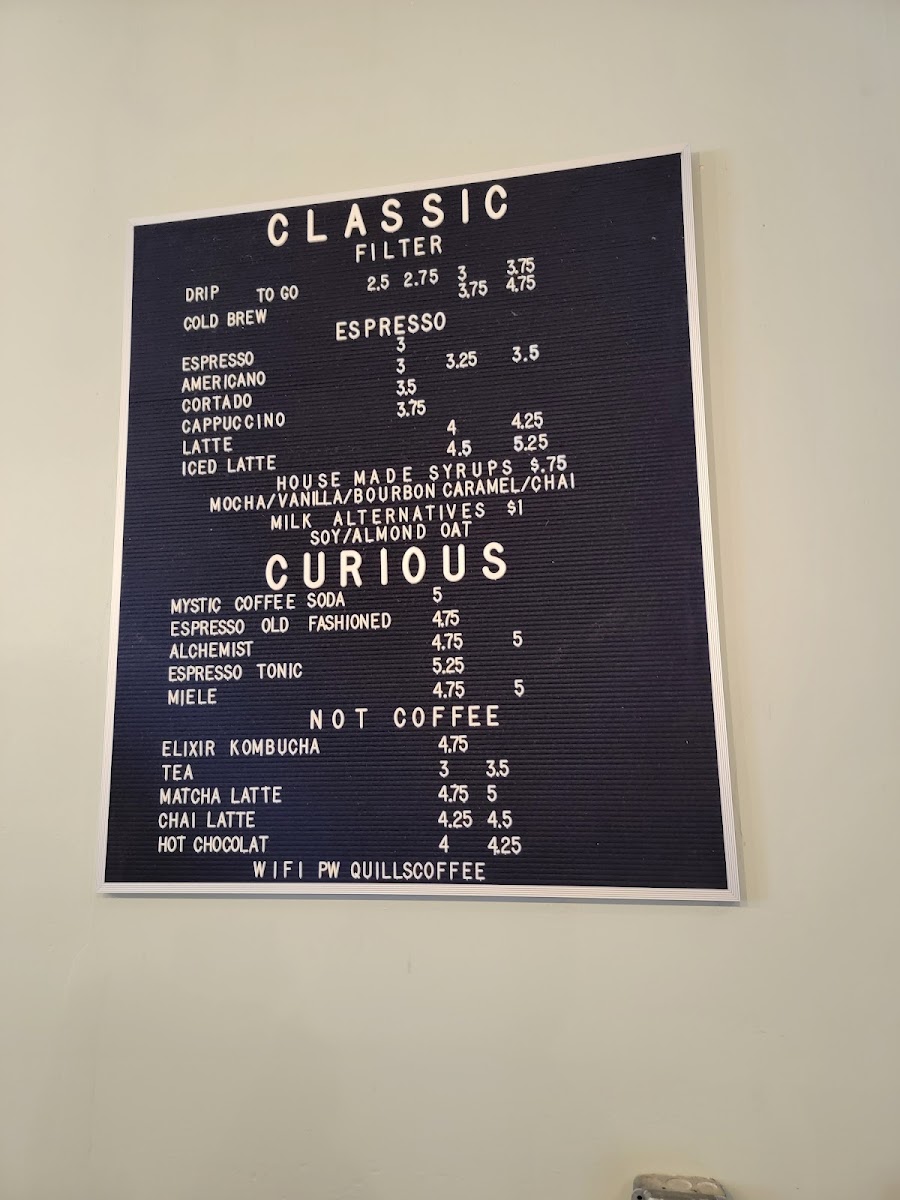 CLASSIC
FILTER
DRIP TO GO 2.5 2.75 3 3.75
COLD BREW 3.75 4.75
ESPRESSO
ESPRESSO 3
AMERICANO 3 3.25 3.5
CORTADO 3.5
CAPPUCCINO 3.75
LATTE 4 4.25
ICED LATTE 4.5 5.25
HOUSE MADE SYRUPS $.75
MOCHA/VANILLA/BOURBON CARAMEL/CHAI
MILK ALTERNATIVES $1
SOY/ALMOND OAT
CURIOUS
MYSTIC COFFEE SODA 5
ESPRESSO OLD FASHIONED 4.75
ALCHEMIST 4.75 5
ESPRESSO TONIC 5.25
MIELE 4.75 5
NOT COFFEE
ELIXIR KOMBUCHA 4.75
TEA 3 3.5
MATCHA LATTE 4.75 5
CHAI LATTE 4.25 4.5
HOT CHOCOLAT 4 4.25
WIFI PW QUILLSCOFFEE